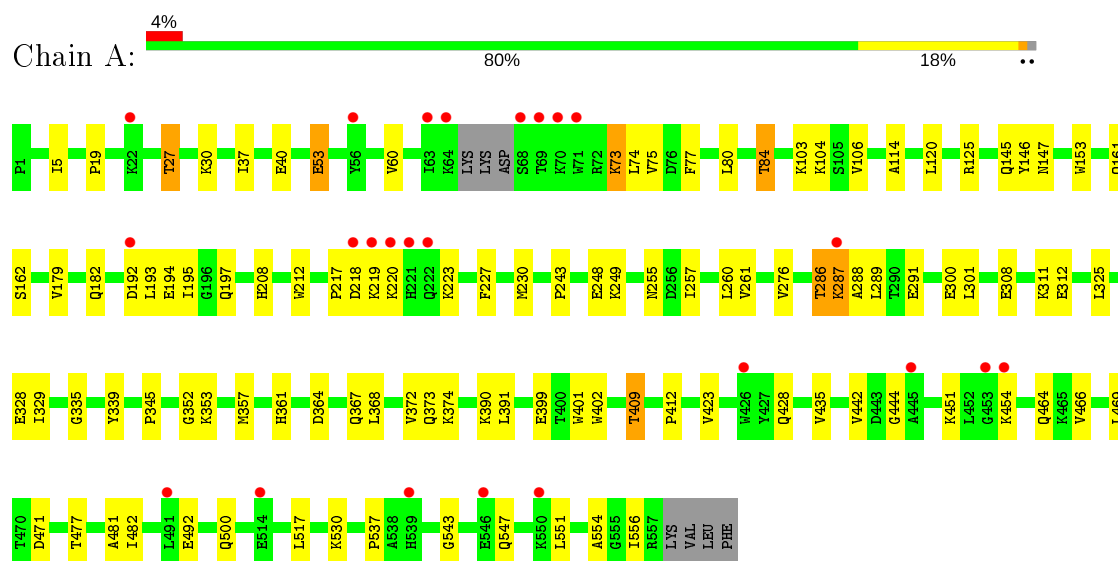 4%
Chain A:
80% 18% ••
P1 I5 P19 K22 T27 K30 I37 E40 E53 Y56 V60 I63 K64 LYS LYS ASP S68 T69 K70 W71 R72 K73 L74 V75 D76 F77 L80 T84 K103 K104 S105 V106 A114 L120 R125 Q145 Y146 N147 W153 Q161
S162 V179 Q182 D192 L193 E194 I195 G196 Q197 H208 W212 P217 D218 K219 K220 H221 Q222 K223 F227 M230 P243 E248 K249 N255 D256 I257 L260 V261 V276 T286 K287 A288 L289 T290 E291 E300 L301 E308 K311 E312 L325
E328 I329 G335 Y339 P345 G352 K353 M357 H361 D364 Q367 L368 V372 Q373 K374 K390 L391 E399 T400 W401 W402 T409 P412 V423 W426 Y427 Q428 V435 V442 D443 G444 A445 K451 L452 G453 K454 Q464 K465 V466
T470 D471 T477 A481 I482 L491 E492 Q500 E514 L517 K530 P537 A538 H539 G543 E546 Q547 K550 L551 A554 G555 I556 R557 LYS VAL LEU PHE